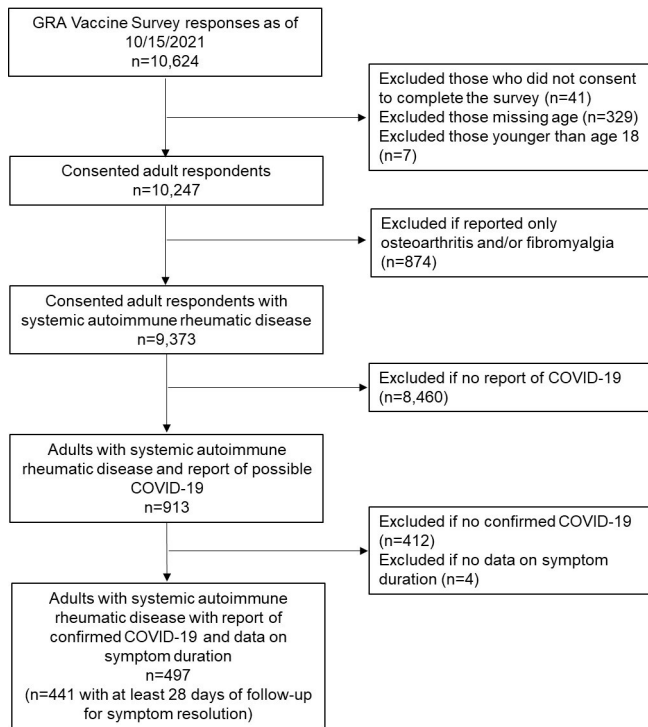 GRA Vaccine Survey responses as of
10/15/2021
n=10,624
Excluded those who did not consent
to complete the survey (n=41)
Excluded those missing age (n=329)
Excluded those younger than age 18
(n=7)
Consented adult respondents
n=10,247
Excluded if reported only
osteoarthritis and/or fibromyalgia
(n=874)
Consented adult respondents with
systemic autoimmune rheumatic disease
n=9,373
Excluded if no report of COVID-19
(n=8,460)
Adults with systemic autoimmune
rheumatic disease and report of possible
COVID-19
n=913
Excluded if no confirmed COVID-19
(n=412)
Excluded if no data on symptom
duration (n=4)
Adults with systemic autoimmune
rheumatic disease with report of
confirmed COVID-19 and data on
symptom duration
n=497
(n=441 with at least 28 days of follow-up
for symptom resolution)